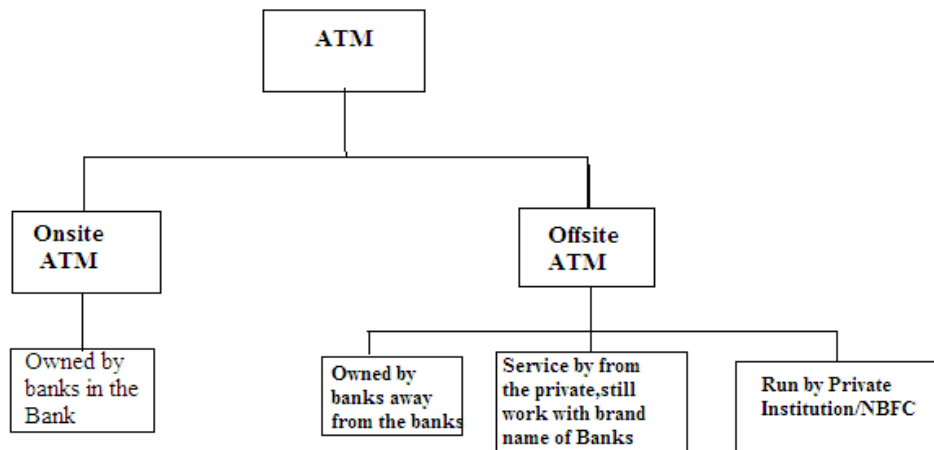 ATM
Onsite
ATM
Offsite
ATM
Owned by
banks in the
Bank
Owned by
banks away
from the banks
Service by from
the private,still
work with brand
name of Banks
Run by Private
Institution/NBFC